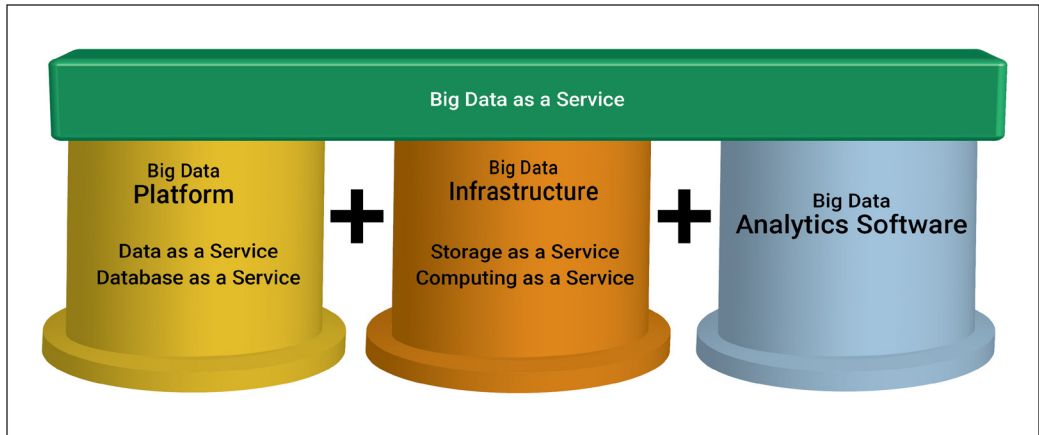 Big Data as a Service
Big Data
Platform
Data as a Service
Database as a Service
+
Big Data
Infrastructure
Storage as a Service
Computing as a Service
+
Big Data
Analytics Software